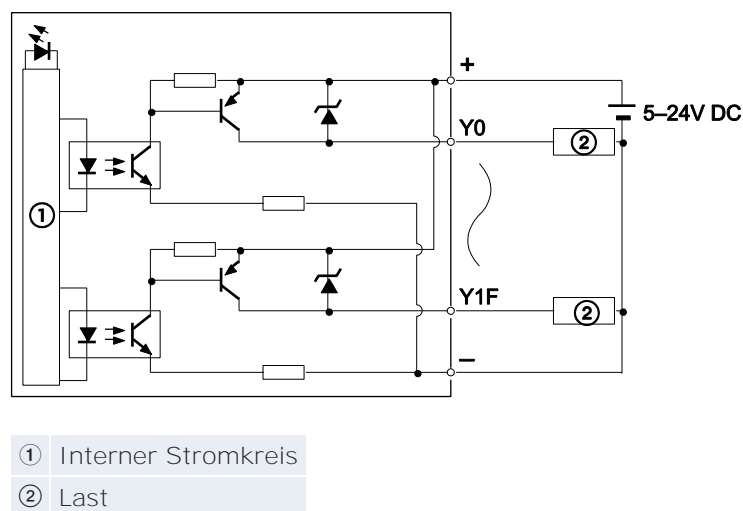 +
5–24V DC
Y0
②
①
Y1F
②
–
① Interner Stromkreis
② Last